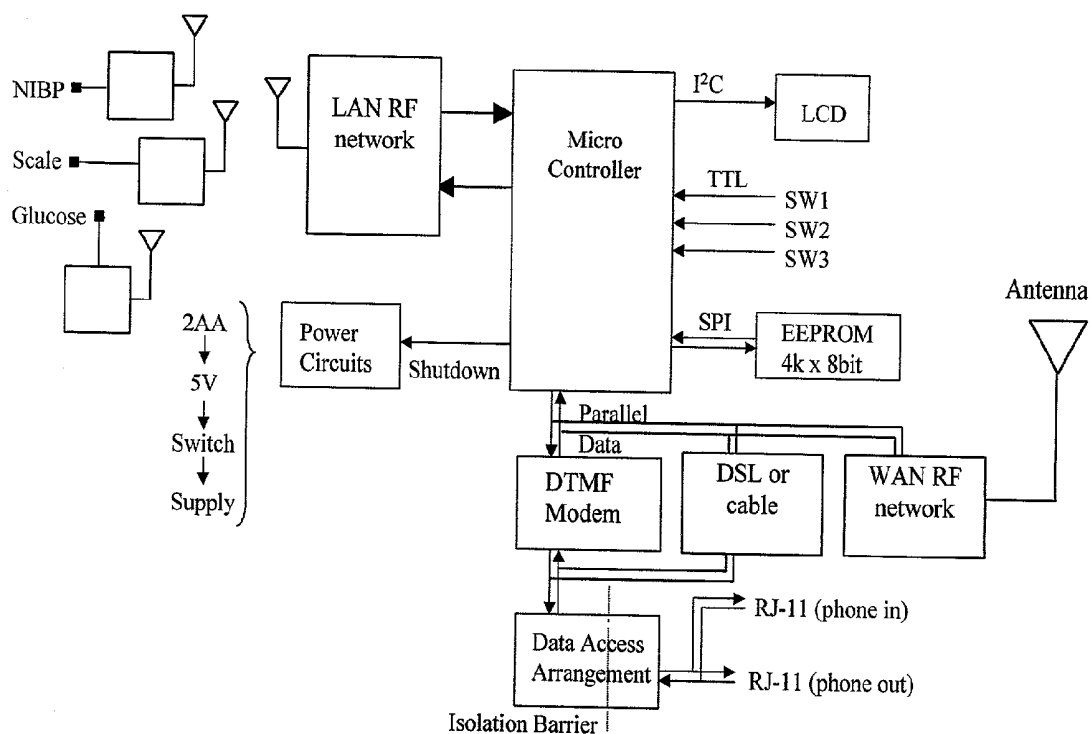 NIBP
Scale
Glucose
LAN RF
network
Micro
Controller
I²C
LCD
TTL
SW1
SW2
SW3
SPI
EEPROM
4k x 8bit
Antenna
2AA
5V
Switch
Supply
Power
Circuits
Shutdown
Parallel
Data
DTMF
Modem
DSL or
cable
WAN RF
network
Data Access
Arrangement
RJ-11 (phone in)
RJ-11 (phone out)
Isolation Barrier